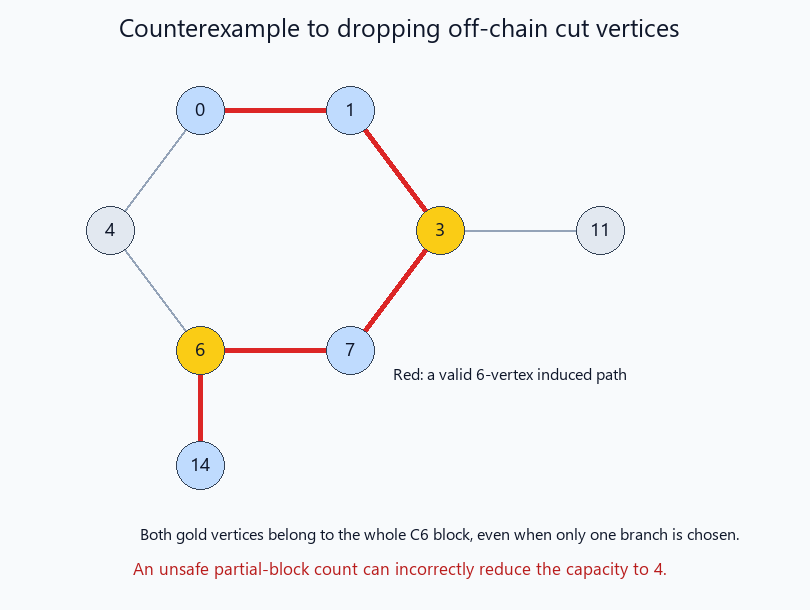 Counterexample to dropping off-chain cut vertices
0
1
4
3
11
6
7
Red: a valid 6-vertex induced path
14
Both gold vertices belong to the whole C6 block, even when only one branch is chosen.
An unsafe partial-block count can incorrectly reduce the capacity to 4.